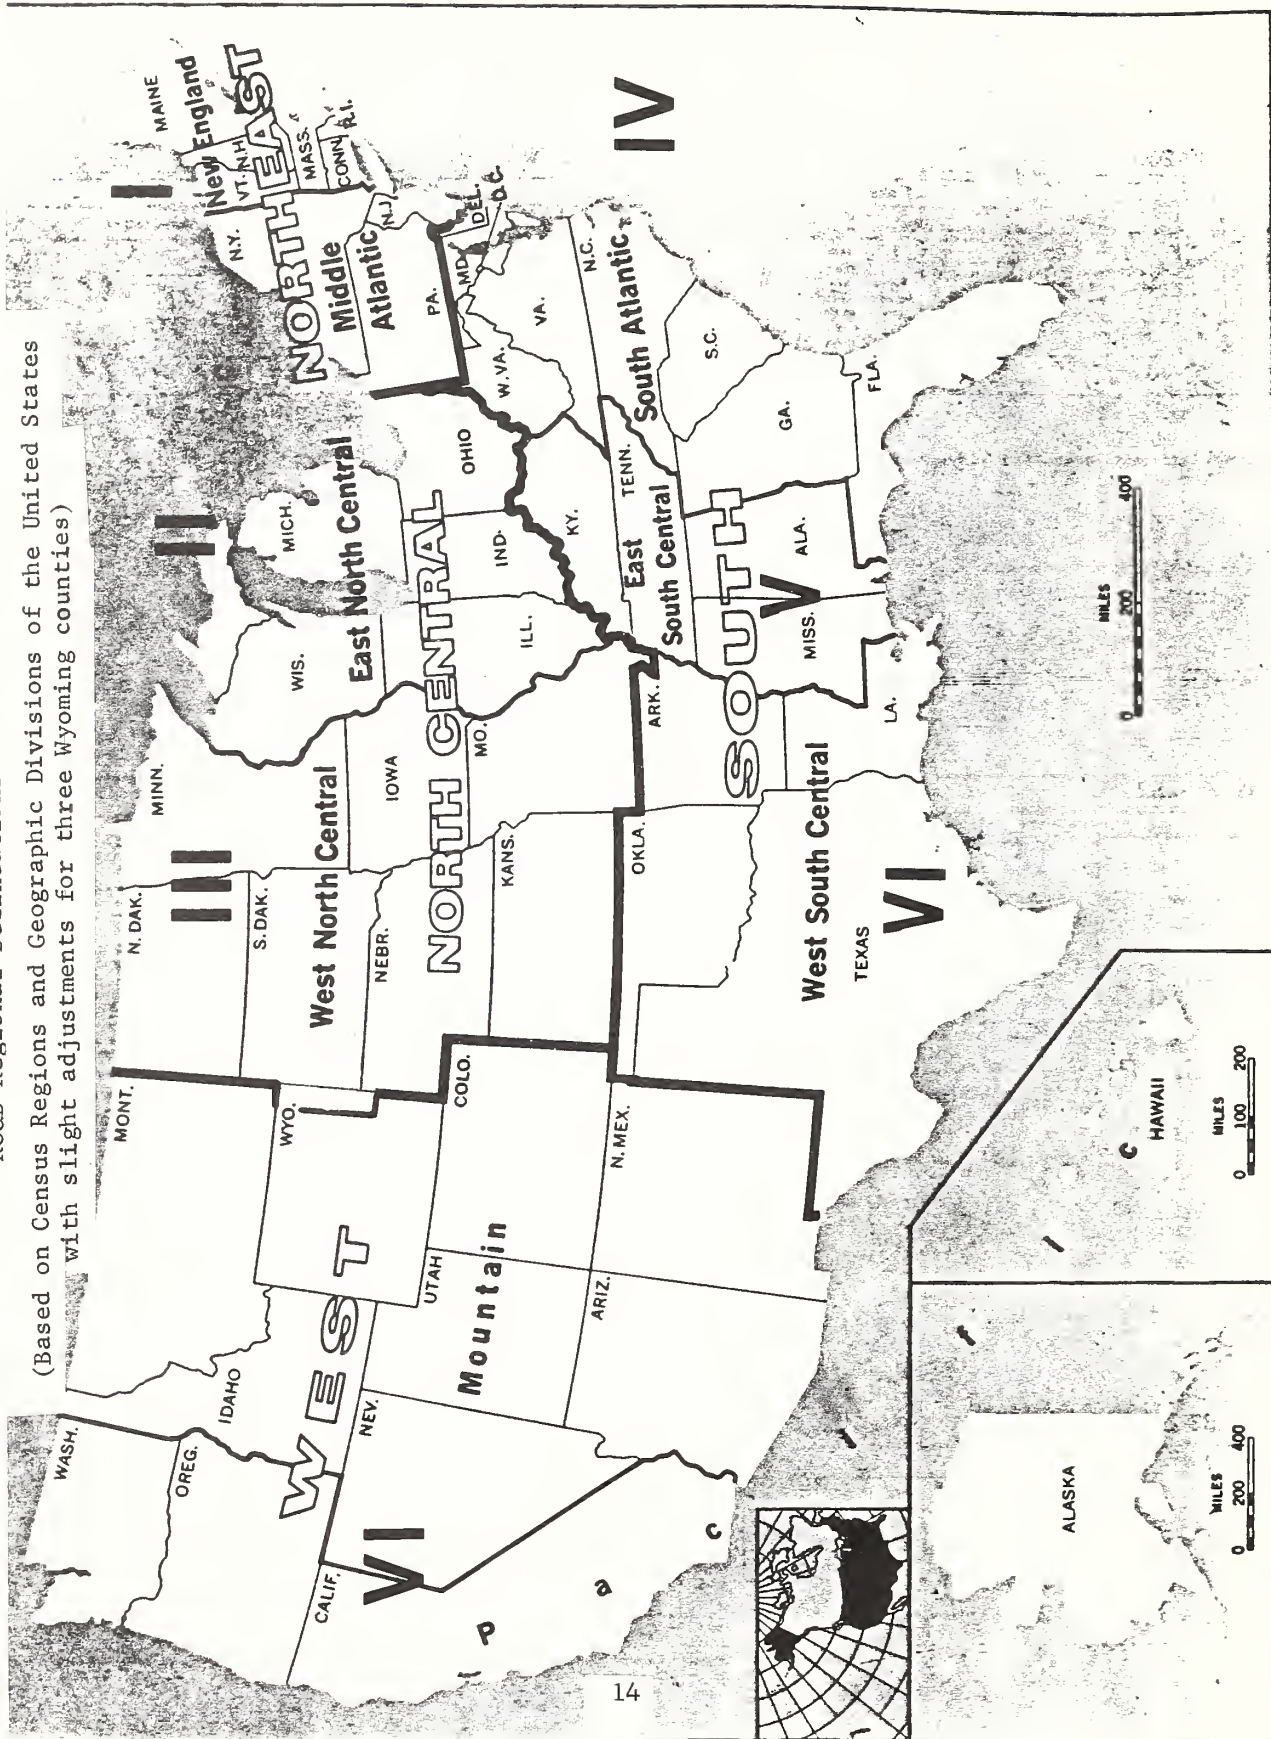 Regional
(Based on Census Regions and Geographic Divisions of the United States
with slight adjustments for three Wyoming counties)
WASH.
OREG.
IDAHO
MONT.
WYO.
WEST
CALIF.
NEV.
UTAH
COLO.
Mountain
ARIZ.
N. MEX.
VII
P
a
c
N. DAK.
MINN.
III
S. DAK.
West North Central
NEBR.
IOWA
NORTH CENTRAL
KANS.
MO.
WIS.
II
MICH.
East North Central
ILL.
IND.
OHIO
I
MAINE
New England
VT.
N.H.
MASS.
CONN.
R.I.
NORTHEAST
N.Y.
Middle
Atlantic
N.J.
PA.
DEL.
D.C.
MD.
W. VA.
VA.
IV
N.C.
South Atlantic
S.C.
GA.
FLA.
KY.
TENN.
East
South Central
SOUTH
V
MISS.
ALA.
OKLA.
ARK.
West South Central
TEXAS
LA.
VI
MILES
0 200 400
ALASKA
MILES
0 200 400
i
f
i
c
HAWAII
MILES
0 100 200
14